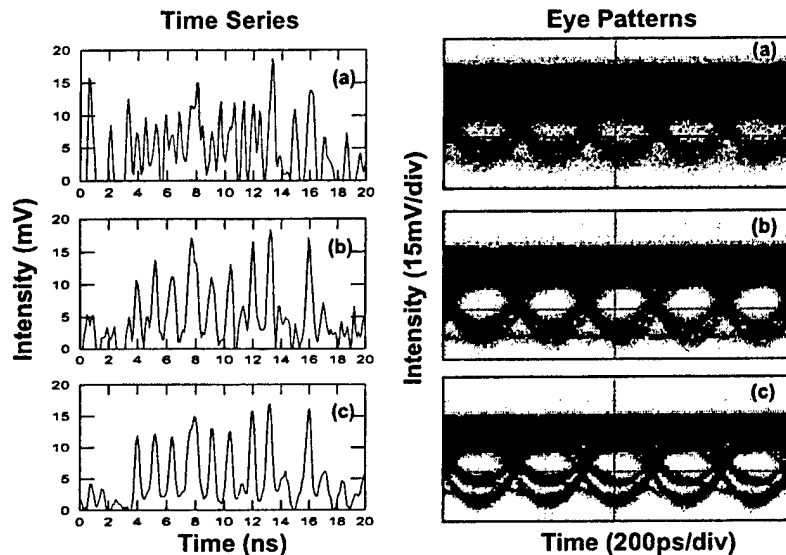 Time Series
Eye Patterns
Intensity (mV)
20
15
10
5
0
(a)
0 2 4 6 8 10 12 14 16 18 20
20
15
10
5
0
(b)
0 2 4 6 8 10 12 14 16 18 20
20
15
10
5
0
(c)
0 2 4 6 8 10 12 14 16 18 20
Time (ns)
Intensity (15mV/div)
(a)
(b)
(c)
Time (200ps/div)